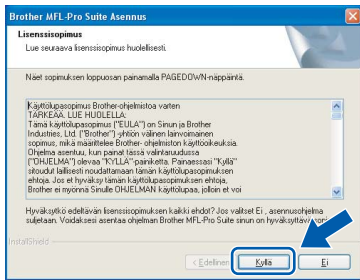 Brother MFL-Pro Suite Asennus
Lisenssisopimus
Lue seuraava lisenssisopimus huolellisesti.
Näet sopimuksen loppuosan painamalla PAGEDOWN-näppäintä.
Käyttölupasopimus Brother-ohjelmistoa varten
TÄRKEÄÄ. LUE HUOLELLA:
Tämä käyttölupasopimus ("EULA") on Sinun ja Brother
Industries, Ltd. ("Brother") -yhtiön välinen lainvoimainen
sopimus, mikä määrittelee Brother- ohjelmiston käyttöoikeuksia.
Ohjelma asentuu, kun painat tässä valintaruudussa
("OHJELMA") olevaa "KYLLÄ"-painiketta. Painaessasi "Kyllä"
sitoudut laillisesti noudattamaan tämän käyttölupasopimuksen
ehtoja. Jos et hyväksy tämän käyttölupasopimuksen ehtoja,
Brother ei myönnä Sinulle OHJELMAN käyttölupaa, jolloin et voi
Hyväksytkö edeltävän lisenssisopimuksen kaikki ehdot? Jos valitset Ei , asennusohjelma
suljetaan. Voidaksesi asentaa ohjelman Brother MFL-Pro Suite sinun on hyväksyttävä
InstallShield
< Edellinen
Kyllä
Ei